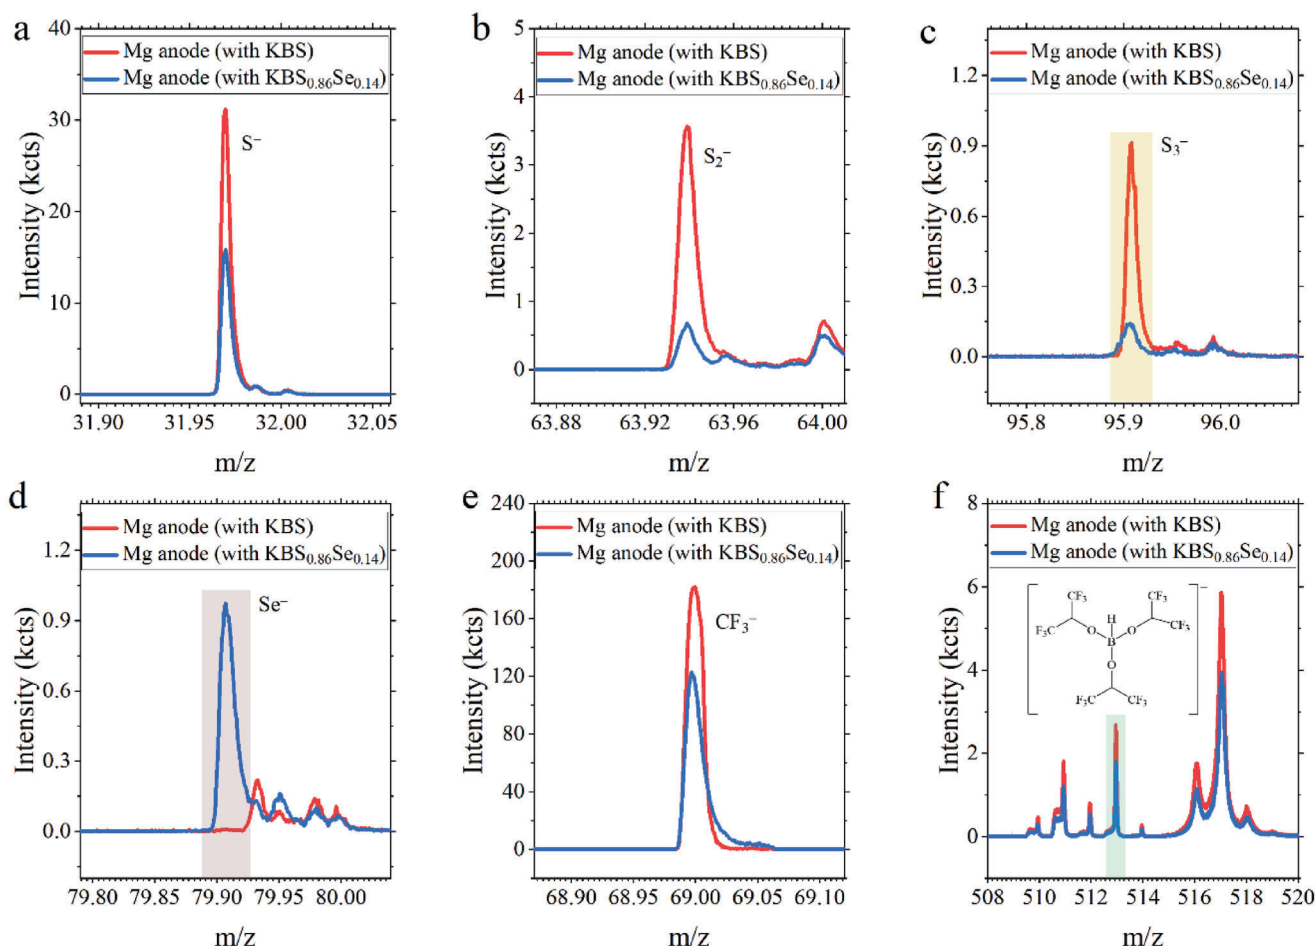 a
40
Mg anode (with KBS)
Mg anode (with KBS₀.₈₆Se₀.₁₄)
30
S⁻
20
10
0
31.90 31.95 32.00 32.05
Intensity (kcts)
m/z
b
5
Mg anode (with KBS)
Mg anode (with KBS₀.₈₆Se₀.₁₄)
4
3
S₂⁻
2
1
0
63.88 63.92 63.96 64.00
Intensity (kcts)
m/z
c
Mg anode (with KBS)
1.2
Mg anode (with KBS₀.₈₆Se₀.₁₄)
0.9
S₃⁻
0.6
0.3
0.0
95.8 95.9 96.0
Intensity (kcts)
m/z
d
Mg anode (with KBS)
1.2
Mg anode (with KBS₀.₈₆Se₀.₁₄)
0.9
Se⁻
0.6
0.3
0.0
79.80 79.85 79.90 79.95 80.00
Intensity (kcts)
m/z
e
240
Mg anode (with KBS)
Mg anode (with KBS₀.₈₆Se₀.₁₄)
200
160
CF₃⁻
120
80
40
0
68.90 68.95 69.00 69.05 69.10
Intensity (kcts)
m/z
f
8
Mg anode (with KBS)
Mg anode (with KBS₀.₈₆Se₀.₁₄)
6
CF₃ CF₃ −
H
F₃C O B O CF₃
O
F₃C CF₃
4
2
0
508 510 512 514 516 518 520
Intensity (kcts)
m/z